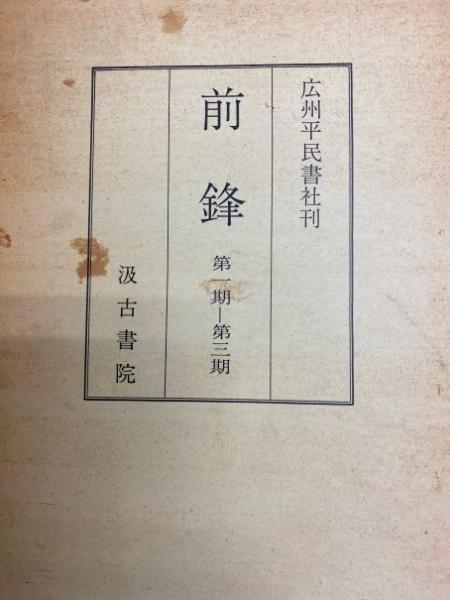 広州平民書社刊
前鋒
第一期—第三期
汲古書院